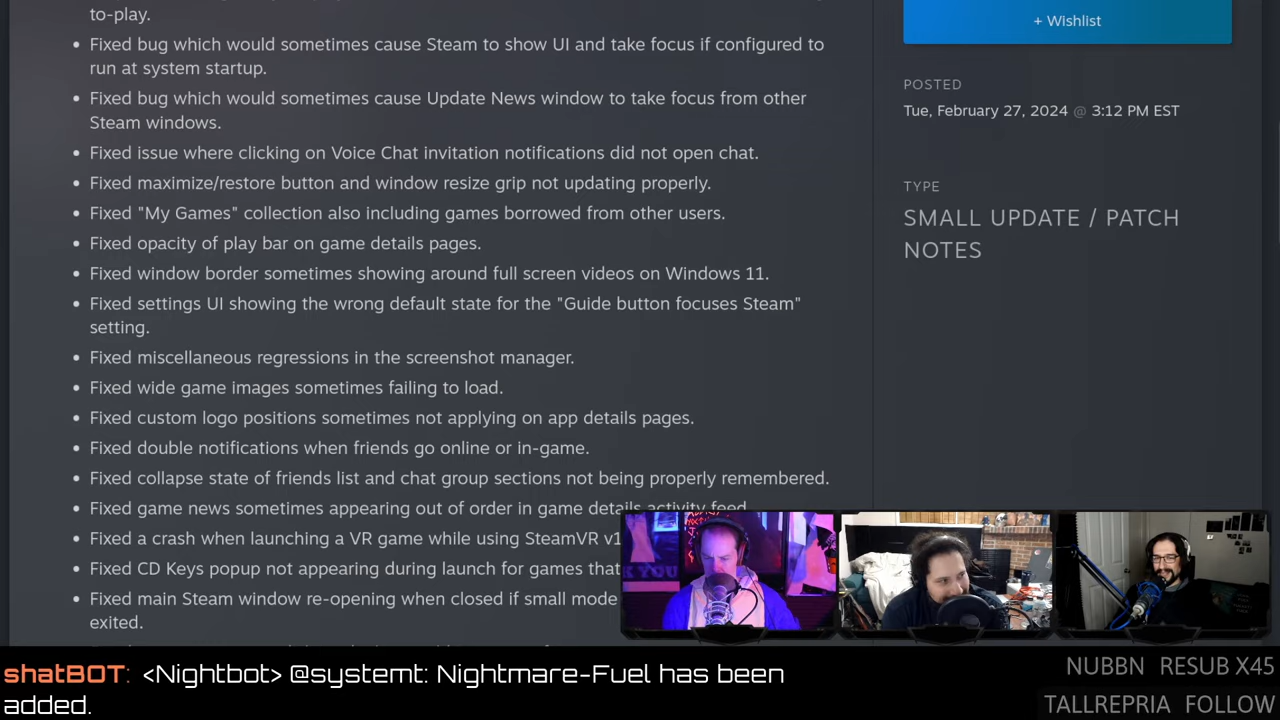 to-play.
Fixed bug which would sometimes cause Steam to show UI and take focus if configured to
run at system startup.
Fixed bug which would sometimes cause Update News window to take focus from other
Steam windows.
Fixed issue where clicking on Voice Chat invitation notifications did not open chat.
Fixed maximize/restore button and window resize grip not updating properly.
Fixed "My Games" collection also including games borrowed from other users.
Fixed opacity of play bar on game details pages.
Fixed window border sometimes showing around full screen videos on Windows 11.
Fixed settings UI showing the wrong default state for the "Guide button focuses Steam"
setting.
Fixed miscellaneous regressions in the screenshot manager.
Fixed wide game images sometimes failing to load.
Fixed custom logo positions sometimes not applying on app details pages.
Fixed double notifications when friends go online or in-game.
Fixed collapse state of friends list and chat group sections not being properly remembered.
Fixed game news sometimes appearing out of order in game details activity feed.
Fixed a crash when launching a VR game while using SteamVR v1
Fixed CD Keys popup not appearing during launch for games that
Fixed main Steam window re-opening when closed if small mode
exited.
+ Wishlist
POSTED
Tue, February 27, 2024 @ 3:12 PM EST
TYPE
SMALL UPDATE / PATCH
NOTES
shatBOT: <Nightbot> @systemt: Nightmare-Fuel has been
added.
NUBBN RESUB X45
TALLREPRIA FOLLOW